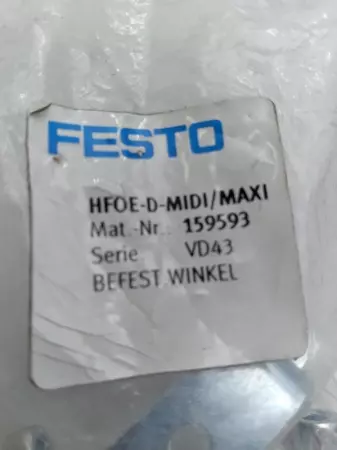 FESTO
HFOE-D-MIDI/MAXI
Mat.-Nr.: 159593
Serie VD43
BEFEST.WINKEL